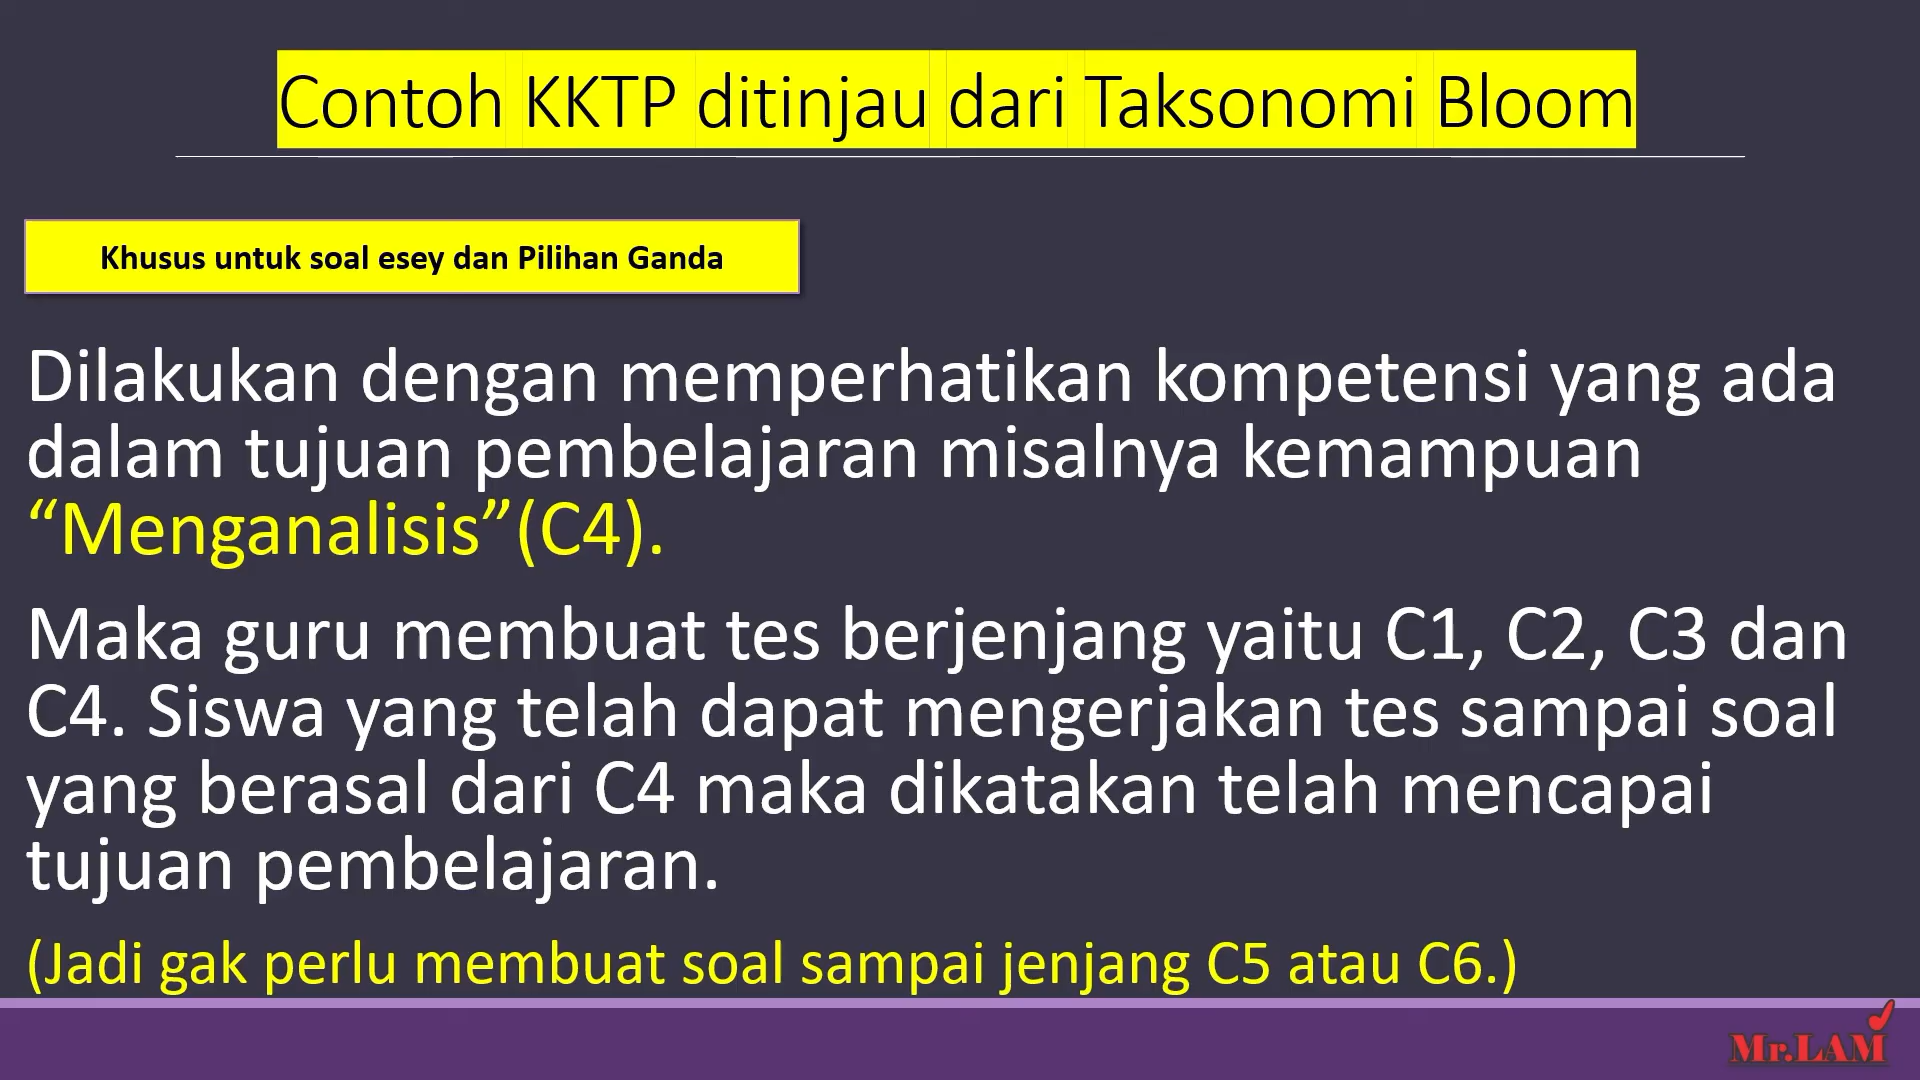 Contoh KKTP ditinjau dari Taksonomi Bloom
Khusus untuk soal esey dan Pilihan Ganda
Dilakukan dengan memperhatikan kompetensi yang ada
dalam tujuan pembelajaran misalnya kemampuan
“Menganalisis”(C4).
Maka guru membuat tes berjenjang yaitu C1, C2, C3 dan
C4. Siswa yang telah dapat mengerjakan tes sampai soal
yang berasal dari C4 maka dikatakan telah mencapai
tujuan pembelajaran.
(Jadi gak perlu membuat soal sampai jenjang C5 atau C6.)
Mr.LAM